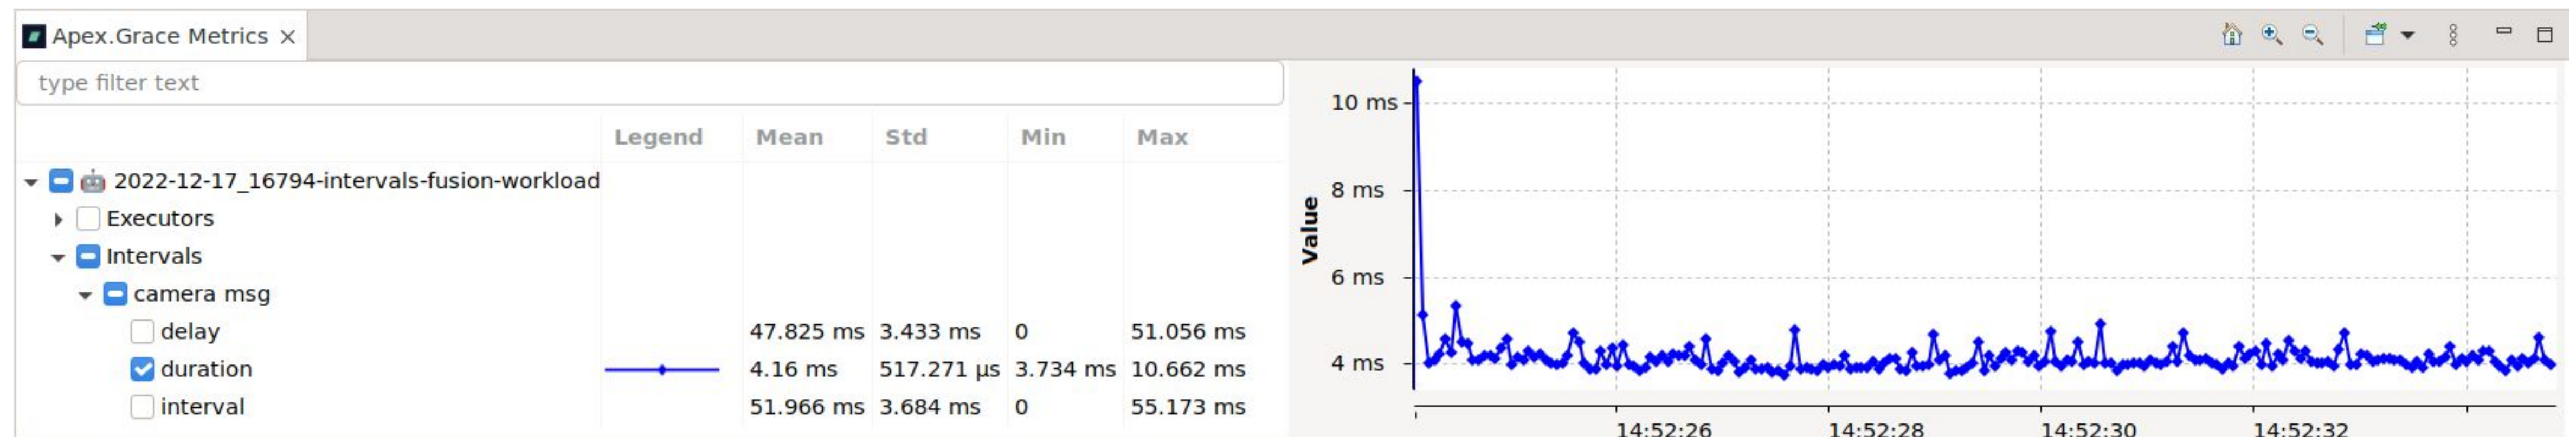 Apex.Grace Metrics
type filter text
Legend Mean Std Min Max
2022-12-17_16794-intervals-fusion-workload
Executors
Intervals
camera msg
delay 47.825 ms 3.433 ms 0 51.056 ms
duration 4.16 ms 517.271 µs 3.734 ms 10.662 ms
interval 51.966 ms 3.684 ms 0 55.173 ms
Value
10 ms
8 ms
6 ms
4 ms
14:52:26 14:52:28 14:52:30 14:52:32